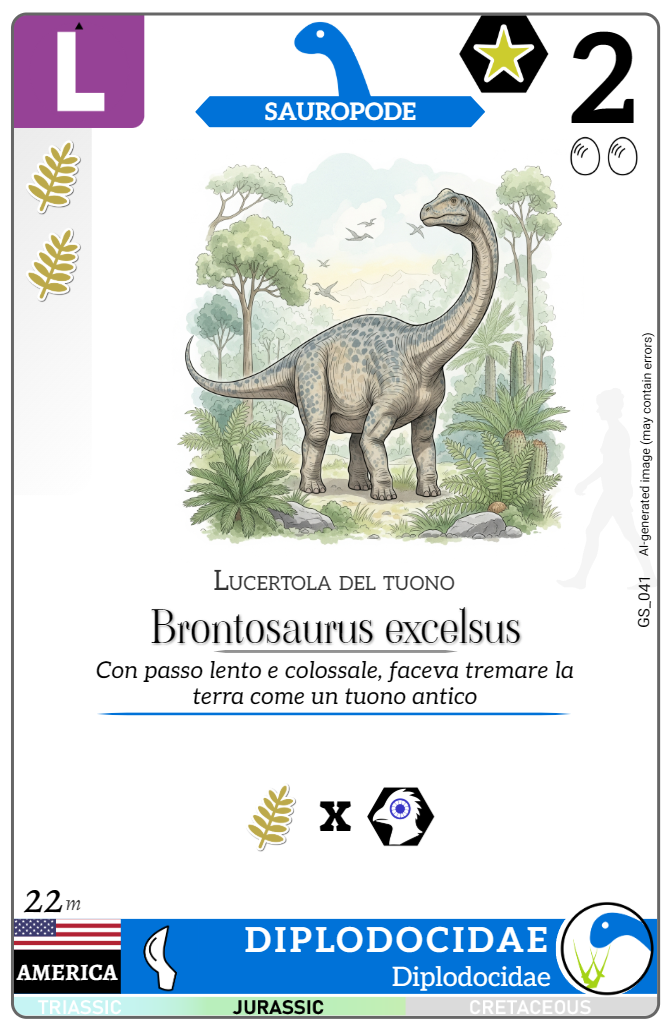 L
SAUROPODE
2
AI-generated image (may contain errors)
GS_041
Lucertola del tuono
Brontosaurus excelsus
Con passo lento e colossale, faceva tremare la
terra come un tuono antico
x
22 m
DIPLODOCIDAE
AMERICA
Diplodocidae
TRIASSIC JURASSIC CRETACEOUS